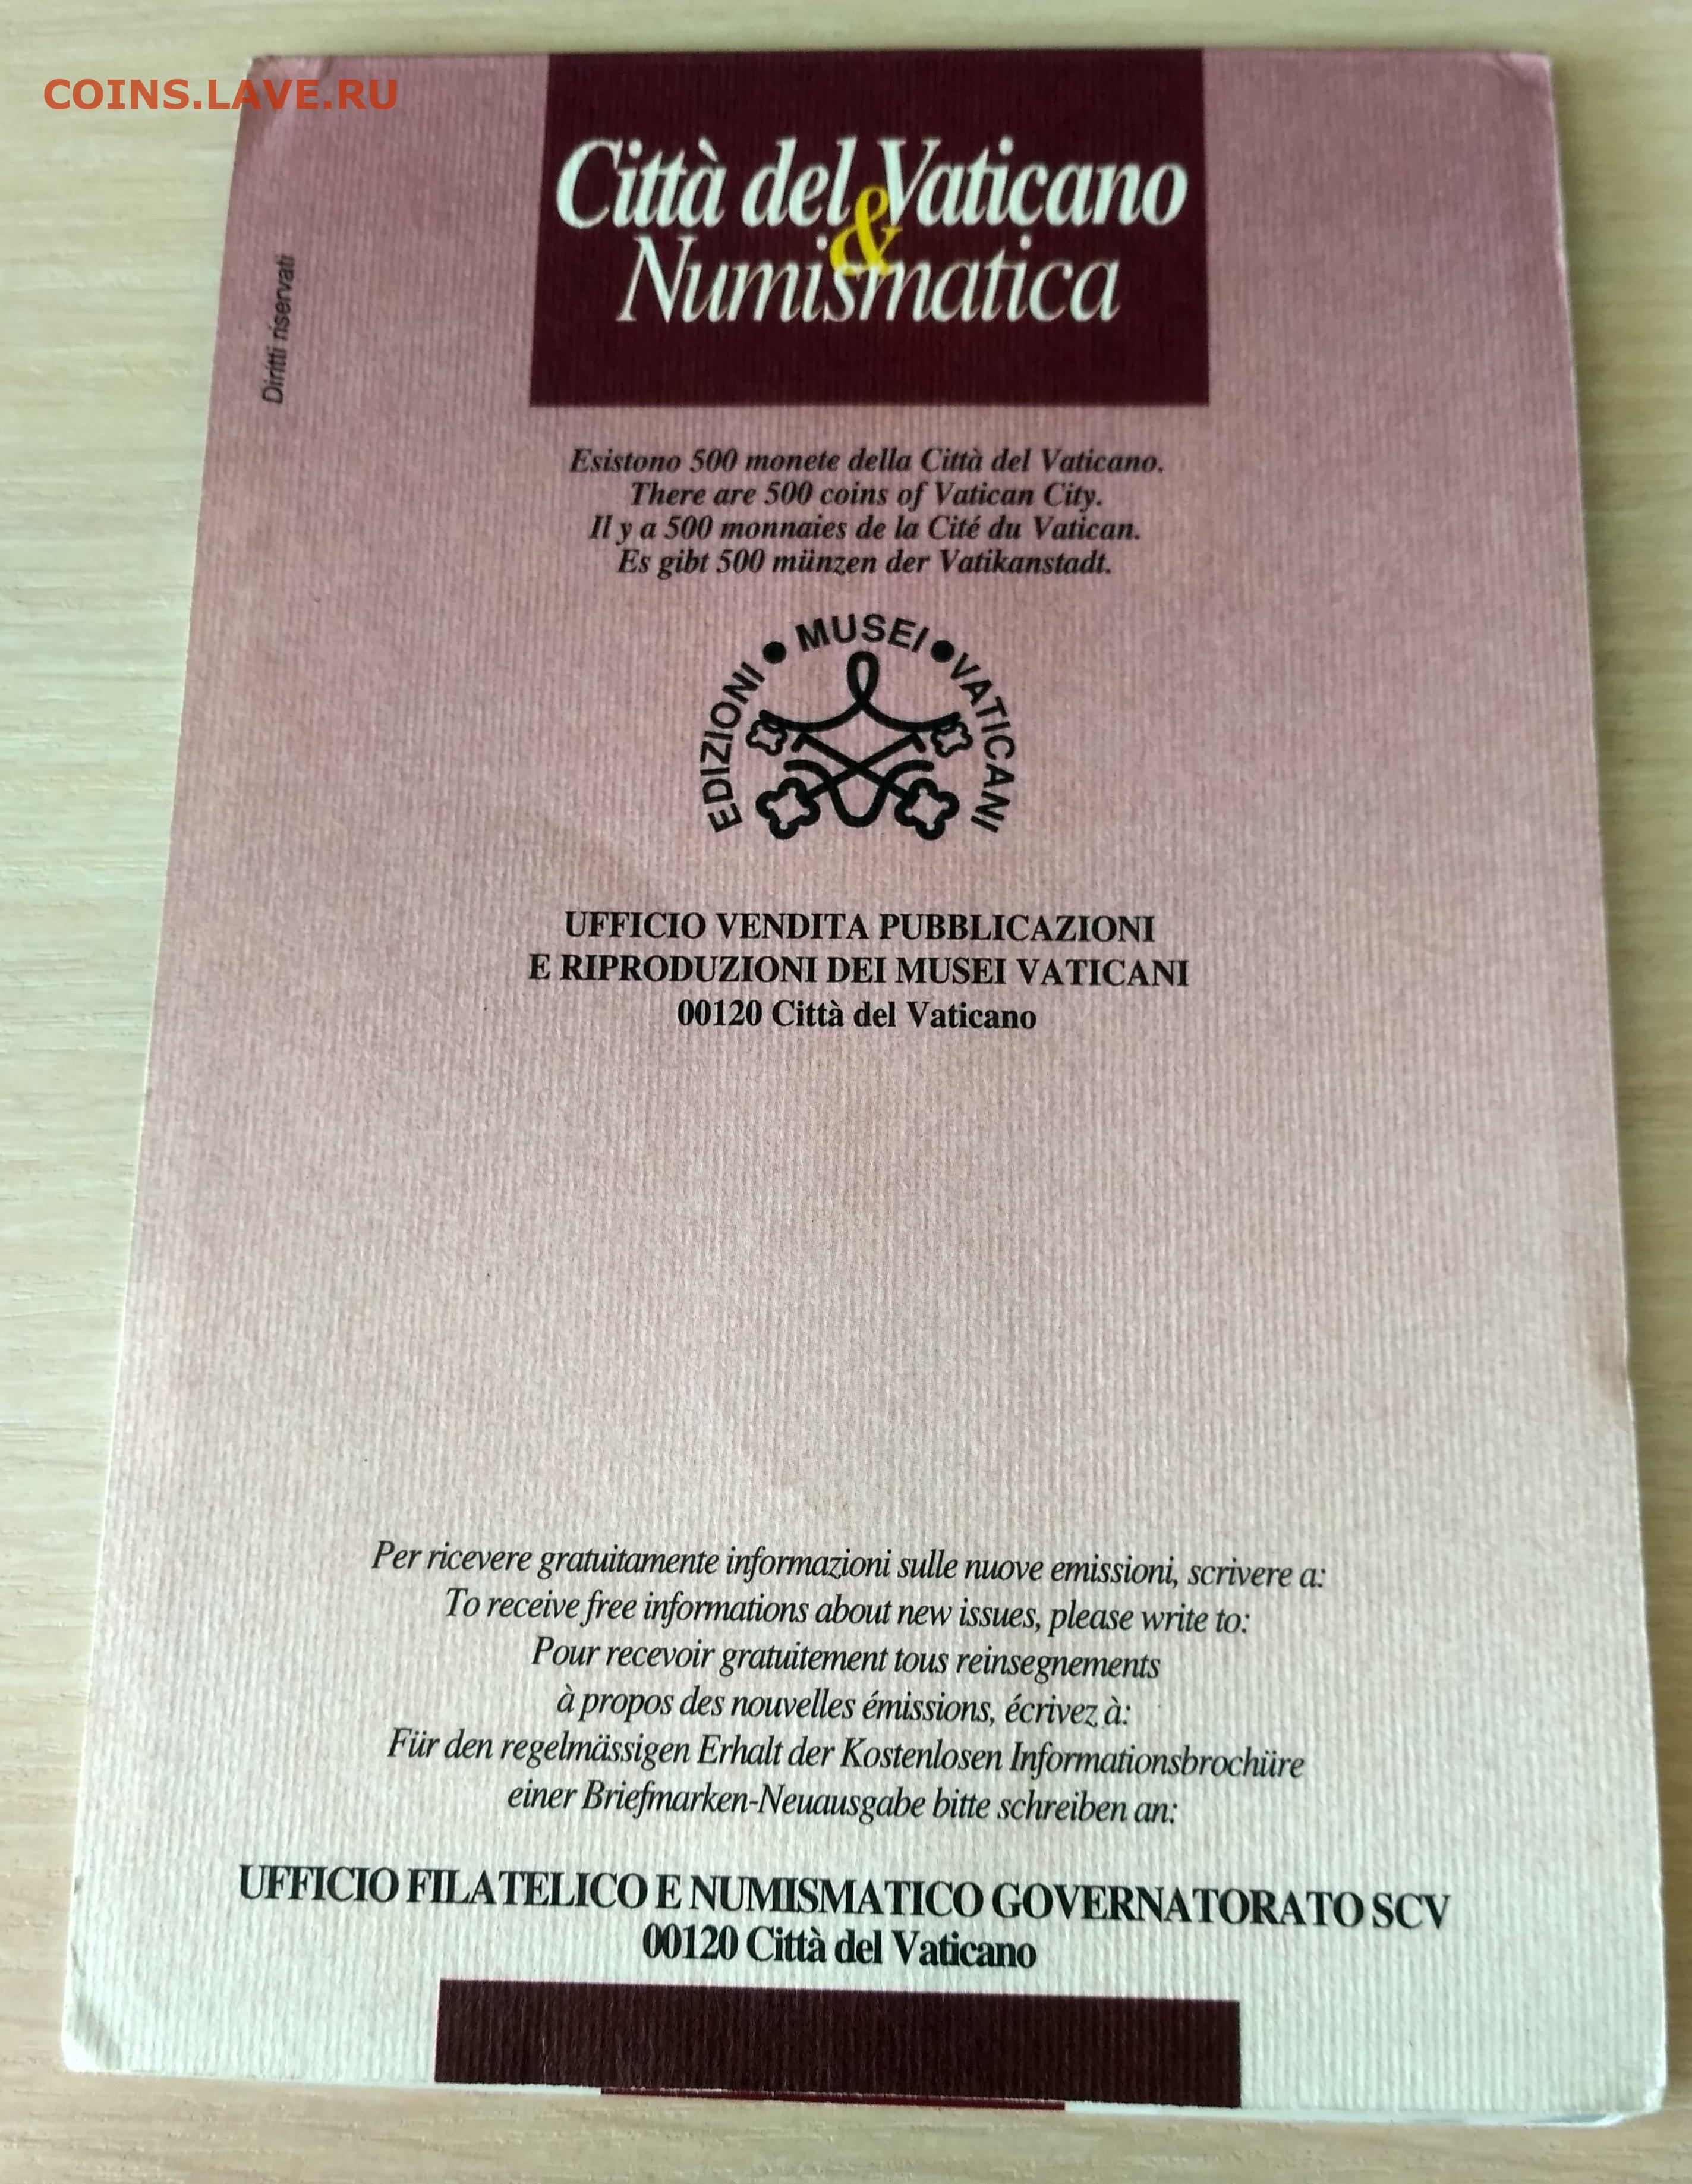 COINS.LAVE.RU
Città del Vaticano
&
Numismatica
Diritti riservati
Esistono 500 monete della Città del Vaticano.
There are 500 coins of Vatican City.
Il y a 500 monnaies de la Cité du Vatican.
Es gibt 500 münzen der Vatikanstadt.
EDIZIONI • MUSEI • VATICANI
UFFICIO VENDITA PUBBLICAZIONI
E RIPRODUZIONI DEI MUSEI VATICANI
00120 Città del Vaticano
Per ricevere gratuitamente informazioni sulle nuove emissioni, scrivere a:
To receive free informations about new issues, please write to:
Pour recevoir gratuitement tous reinsegnements
à propos des nouvelles émissions, écrivez à:
Für den regelmässigen Erhalt der Kostenlosen Informationsbrochüre
einer Briefmarken-Neuausgabe bitte schreiben an:
UFFICIO FILATELICO E NUMISMATICO GOVERNATORATO SCV
00120 Città del Vaticano